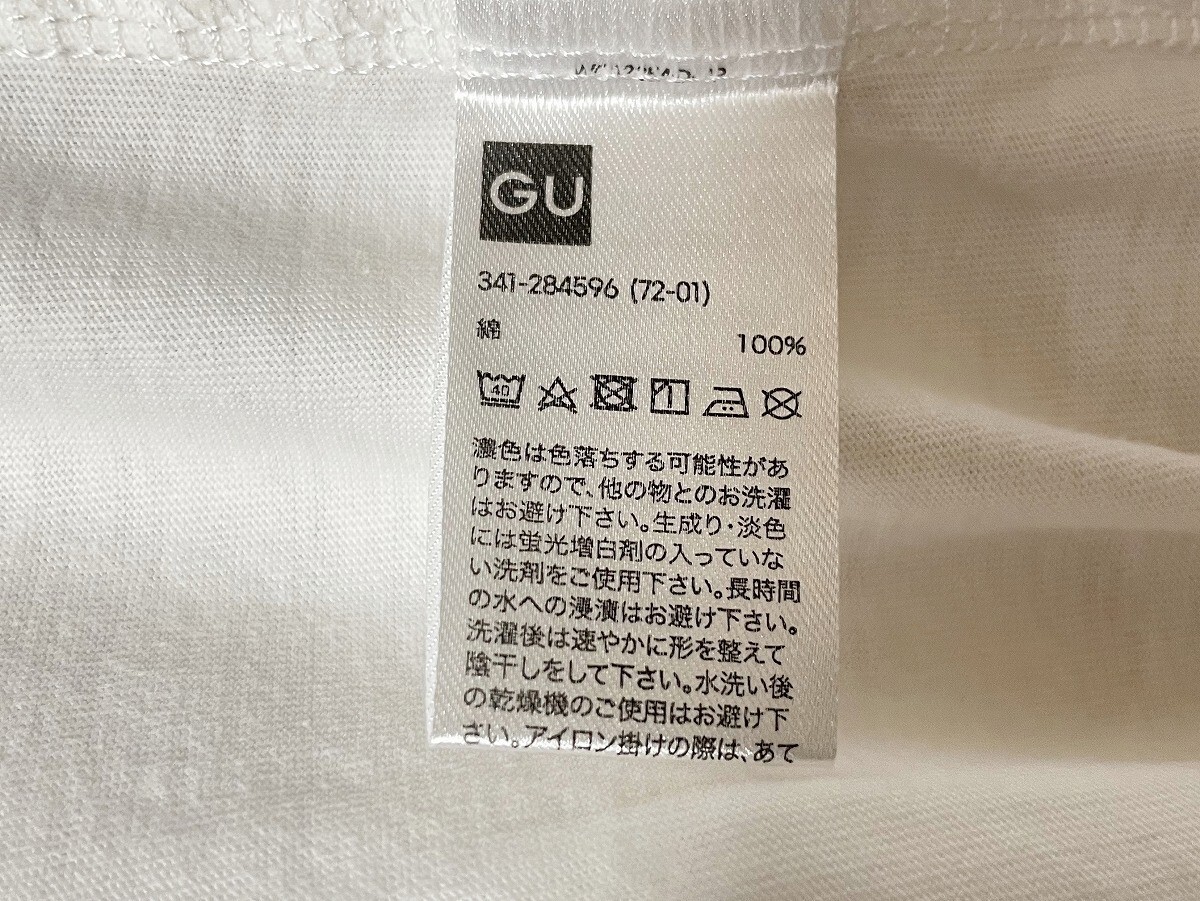 GU
341-284596 (72-01)
綿 100%
40
濃色は色落ちする可能性があ
りますので、他の物とのお洗濯
はお避け下さい。生成り・淡色
には蛍光増白剤の入っていな
い洗剤をご使用下さい。長時間
の水への浸漬はお避け下さい。
洗濯後は速やかに形を整えて
陰干しをして下さい。水洗い後
の乾燥機のご使用はお避け下
さい。アイロン掛けの際は、あて